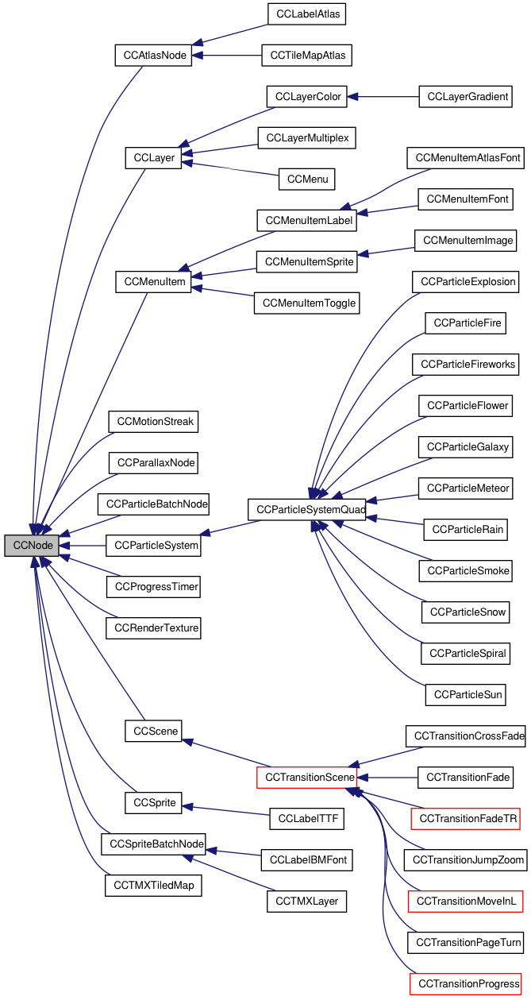 CCLabelAtlas
CCAtlasNode
CCTileMapAtlas
CCLayerColor
CCLayerGradient
CCLayerMultiplex
CCLayer
CCMenuItemAtlasFont
CCMenu
CCMenuItemFont
CCMenuItemLabel
CCMenuItemImage
CCMenuItemSprite
CCMenuItem
CCParticleExplosion
CCMenuItemToggle
CCParticleFire
CCParticleFireworks
CCParticleFlower
CCMotionStreak
CCParticleGalaxy
CCParallaxNode
CCParticleMeteor
CCParticleBatchNode
CCParticleSystemQuad
CCParticleRain
CCNode
CCParticleSystem
CCParticleSmoke
CCProgressTimer
CCParticleSnow
CCRenderTexture
CCParticleSpiral
CCParticleSun
CCScene
CCTransitionCrossFade
CCTransitionScene
CCTransitionFade
CCSprite
CCLabelTTF
CCTransitionFadeTR
CCSpriteBatchNode
CCLabelBMFont
CCTransitionJumpZoom
CCTMXTiledMap
CCTMXLayer
CCTransitionMoveInL
CCTransitionPageTurn
CCTransitionProgress